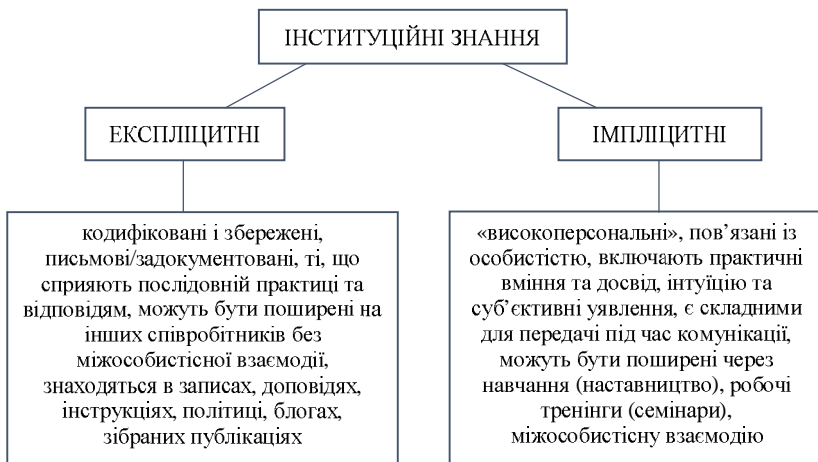 ІНСТИТУЦІЙНІ ЗНАННЯ
ЕКСПЛІЦИТНІ
ІМПЛІЦИТНІ
кодифіковані і збережені,
письмові/задокументовані, ті, що
сприяють послідовній практиці та
відповідям, можуть бути поширені на
інших співробітників без
міжособистісної взаємодії,
знаходяться в записах, доповідях,
інструкціях, політиці, блогах,
зібраних публікаціях
«високоперсональні», пов’язані із
особистістю, включають практичні
вміння та досвід, інтуїцію та
суб’єктивні уявлення, є складними
для передачі під час комунікації,
можуть бути поширені через
навчання (наставництво), робочі
тренінги (семінари),
міжособистісну взаємодію